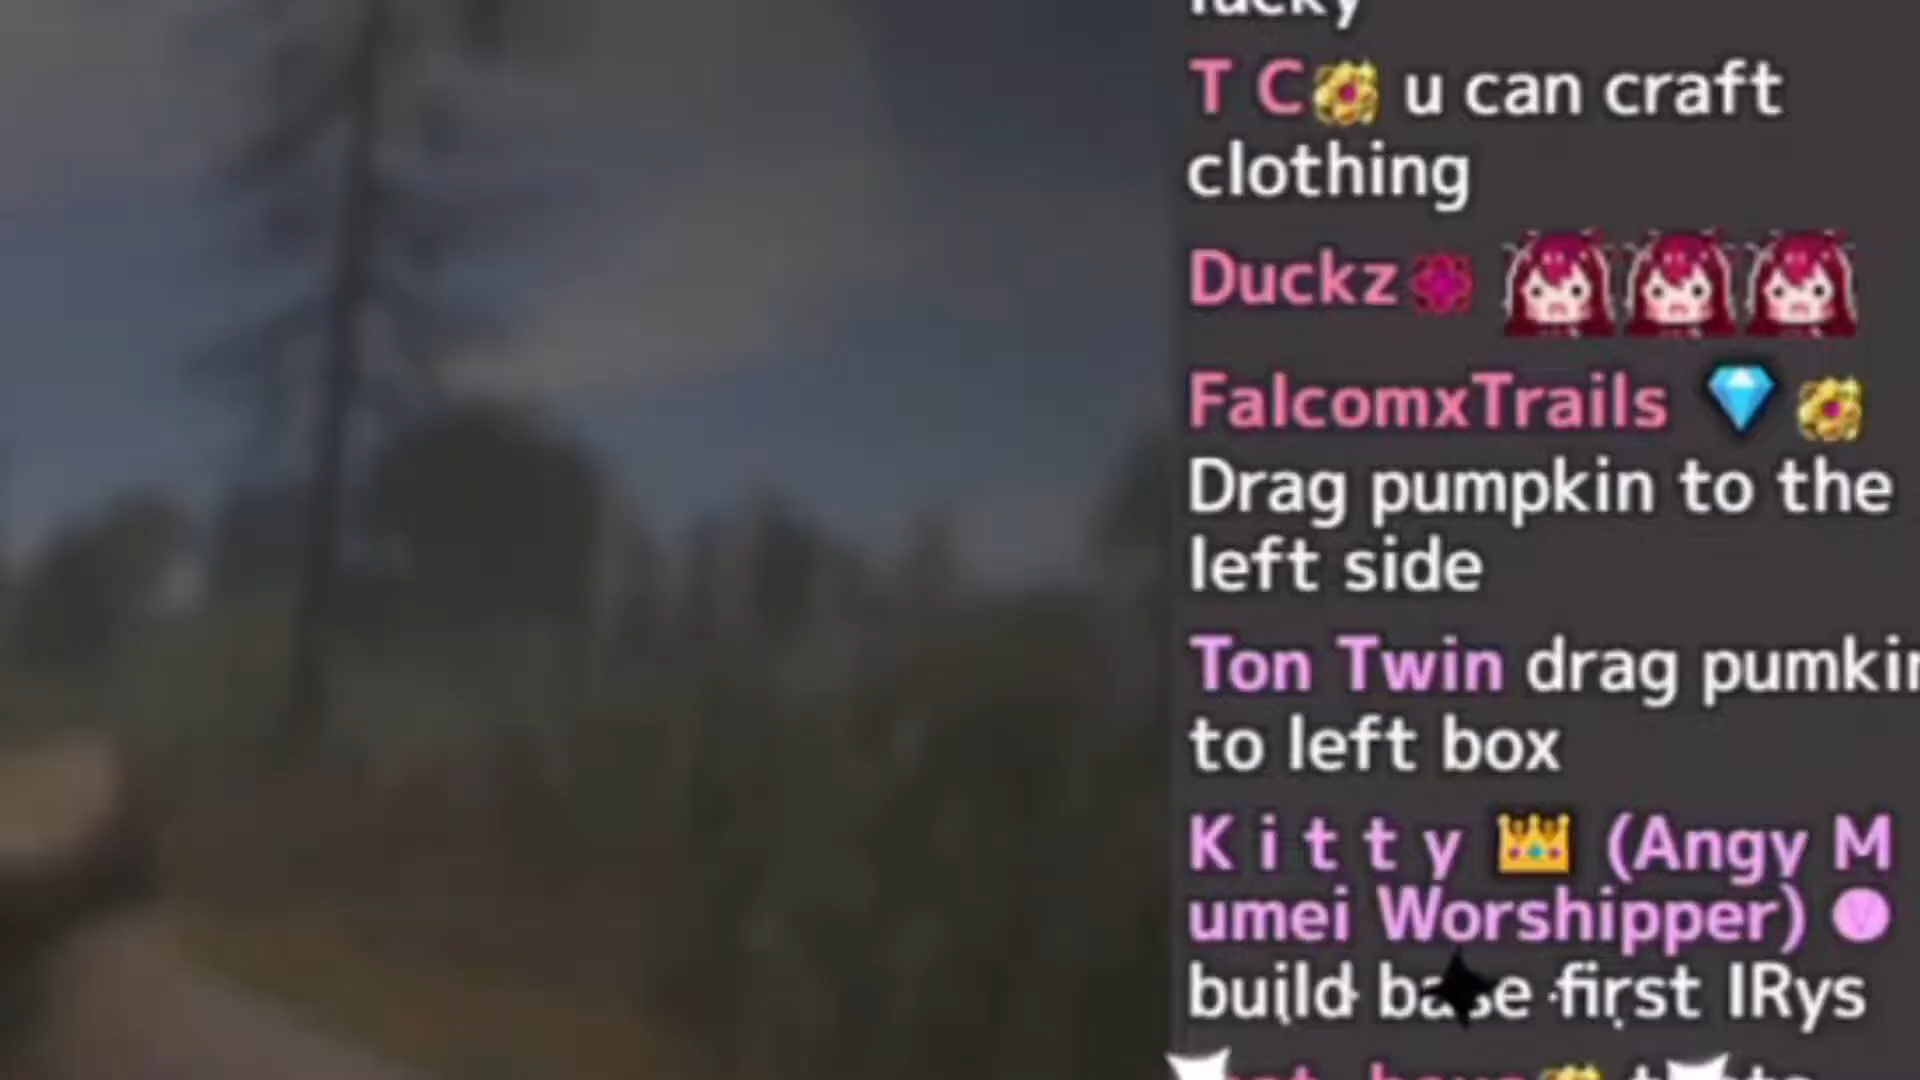 lucky
T C u can craft
clothing
Duckz
FalcomxTrails
Drag pumpkin to the
left side
Ton Twin drag pumkin
to left box
K i t t y (Angy M
umei Worshipper)
build base first IRys